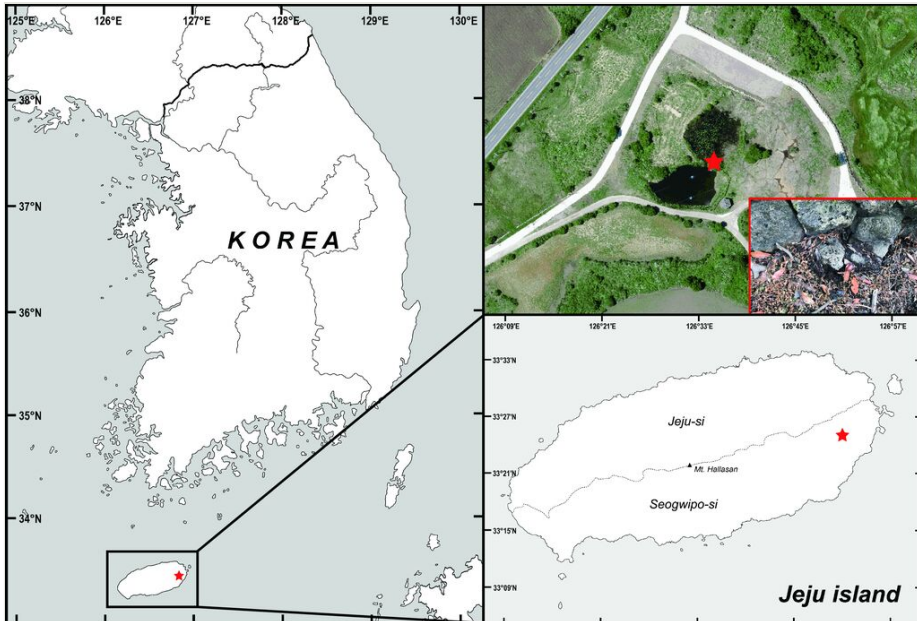 125°E
126°E
127°E
128°E
129°E
130°E
38°N
37°N
36°N
35°N
34°N
KOREA
126°09'E
126°21'E
126°33'E
126°45'E
126°57'E
33°33'N
33°27'N
33°21'N
33°15'N
33°09'N
Jeju-si
Mt. Hallasan
Seogwipo-si
Jeju island